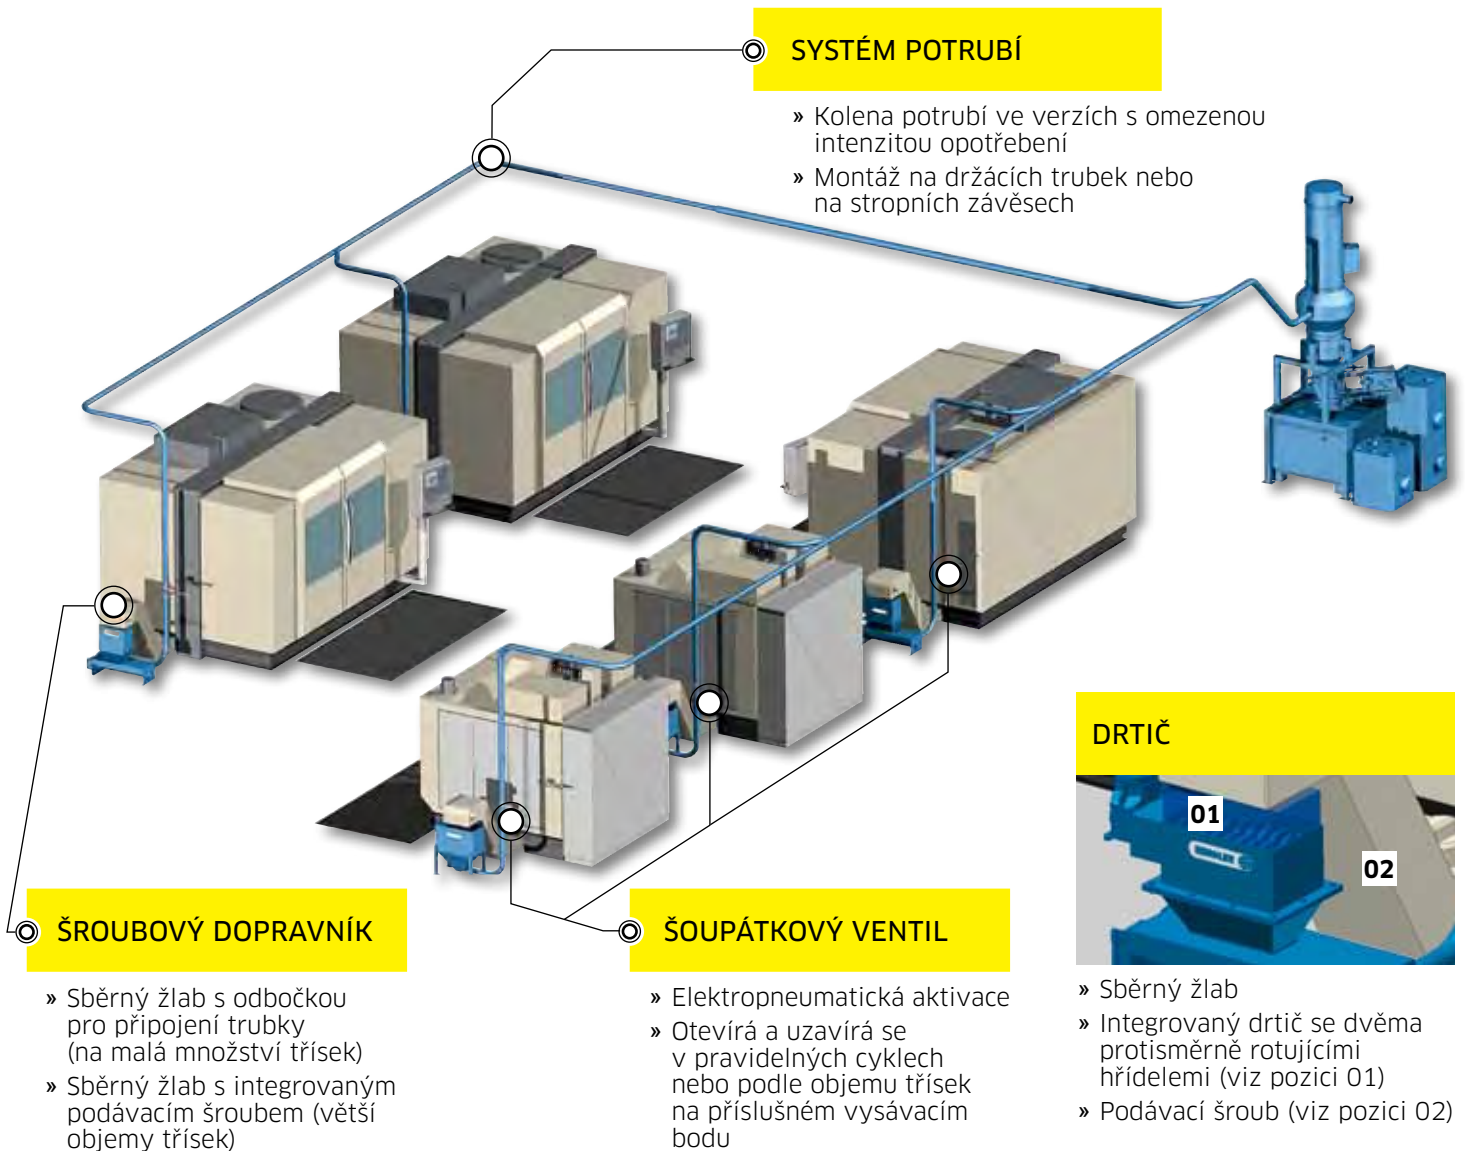 SYSTÉM POTRUBÍ
» Kolena potrubí ve verzích s omezenou
intenzitou opotřebení
» Montáž na držácích trubek nebo
na stropních závěsech
DRTIČ
01
02
» Sběrný žlab
» Integrovaný drtič se dvěma
protisměrně rotujícími
hřídelemi (viz pozici 01)
» Podávací šroub (viz pozici 02)
ŠROUBOVÝ DOPRAVNÍK
» Sběrný žlab s odbočkou
pro připojení trubky
(na malá množství třísek)
» Sběrný žlab s integrovaným
podávacím šroubem (větší
objemy třísek)
ŠOUPÁTKOVÝ VENTIL
» Elektropneumatická aktivace
» Otevírá a uzavírá se
v pravidelných cyklech
nebo podle objemu třísek
na příslušném vysávacím
bodu